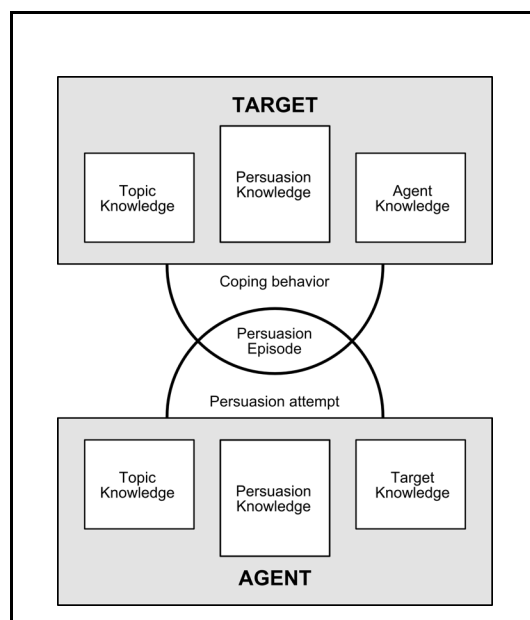 TARGET
Topic
Knowledge
Persuasion
Knowledge
Agent
Knowledge
Coping behavior
Persuasion
Episode
Persuasion attempt
Topic
Knowledge
Persuasion
Knowledge
Target
Knowledge
AGENT